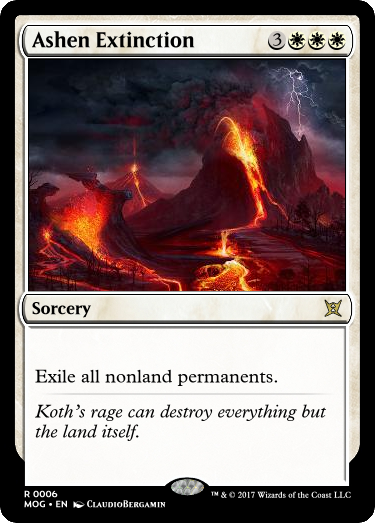 Ashen Extinction 3
Sorcery
Exile all nonland permanents.
Koth's rage can destroy everything but
the land itself.
R 0006
MOG • EN ClaudioBergamin
™ & © 2017 Wizards of the Coast LLC